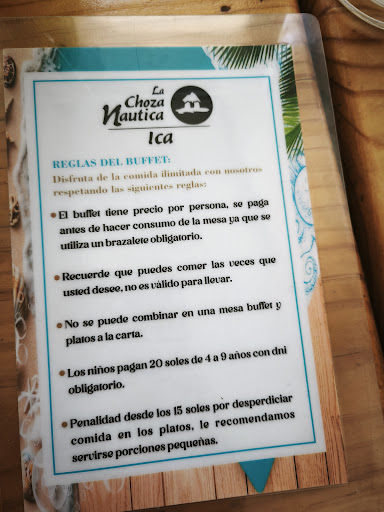 La
Choza
Nautica
Ica
REGLAS DEL BUFFET:
Disfruta de la comida ilimitada con nosotros
respetando las siguientes reglas:
• El buffet tiene precio por persona, se paga
antes de hacer consumo de la mesa ya que se
utiliza un brazalete obligatorio.
• Recuerde que puedes comer las veces que
usted desee, no es válido para llevar.
• No se puede combinar en una mesa buffet y
platos a la carta.
• Los niños pagan 20 soles de 4 a 9 años con dni
obligatorio.
• Penalidad desde los 15 soles por desperdiciar
comida en los platos, le recomendamos
servirse porciones pequeñas.